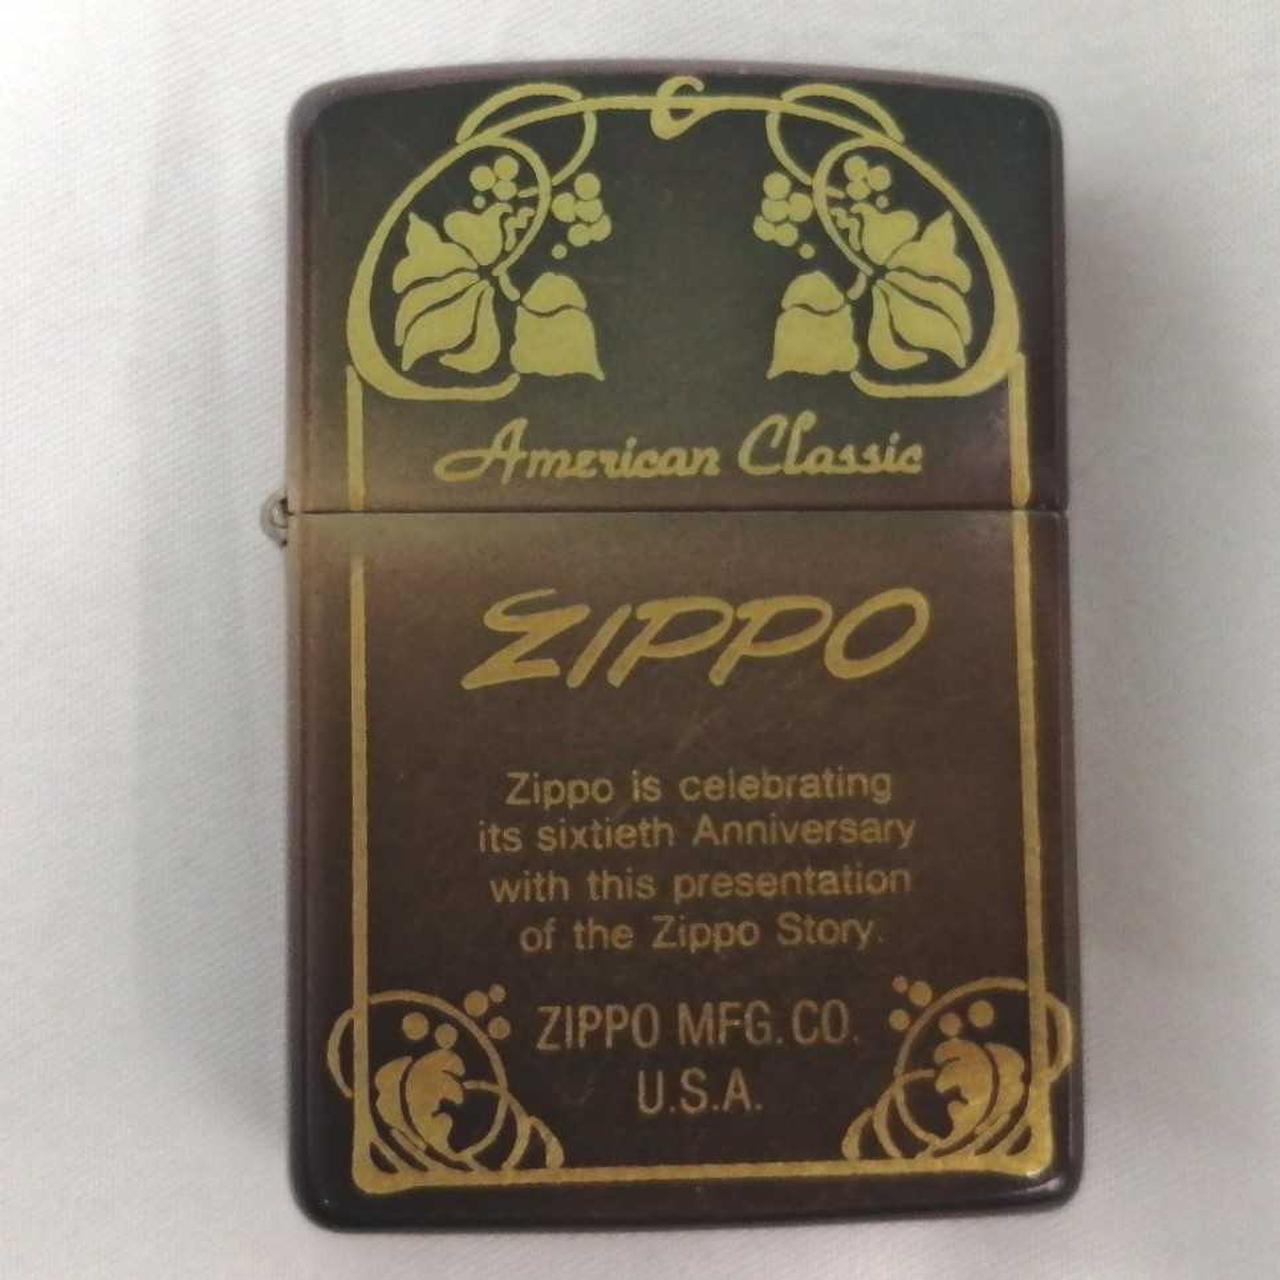 American Classic
ZIPPO
Zippo is celebrating
its sixtieth Anniversary
with this presentation
of the Zippo Story.
ZIPPO MFG. CO.
U.S.A.